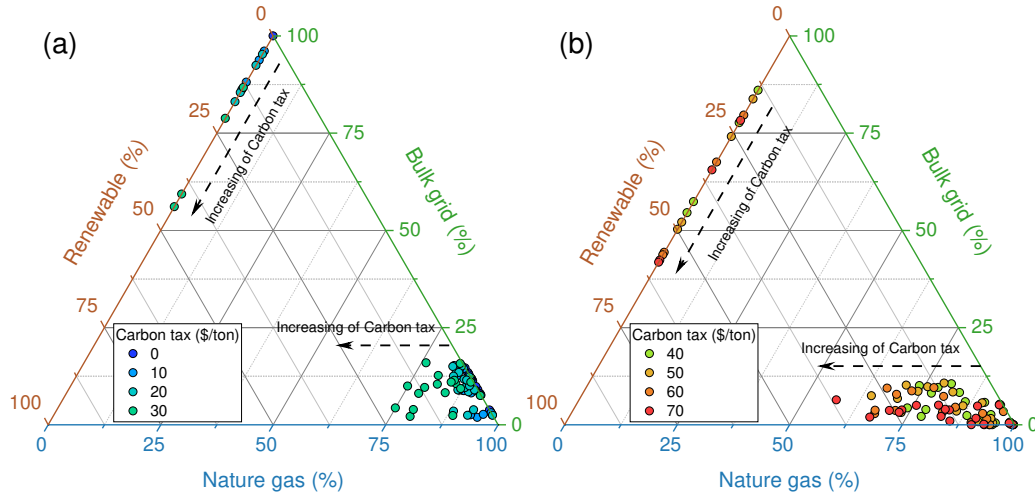 (a)
0
100
25
75
Renewable (%)
Bulk grid (%)
Increasing of Carbon tax
50
50
75
25
Increasing of Carbon tax
Carbon tax ($/ton)
0
10
20
30
100
0
0
25
50
75
100
Nature gas (%)
(b)
0
100
25
75
Renewable (%)
Bulk grid (%)
Increasing of Carbon tax
50
50
75
25
Increasing of Carbon tax
Carbon tax ($/ton)
40
50
60
70
100
0
0
25
50
75
100
Nature gas (%)